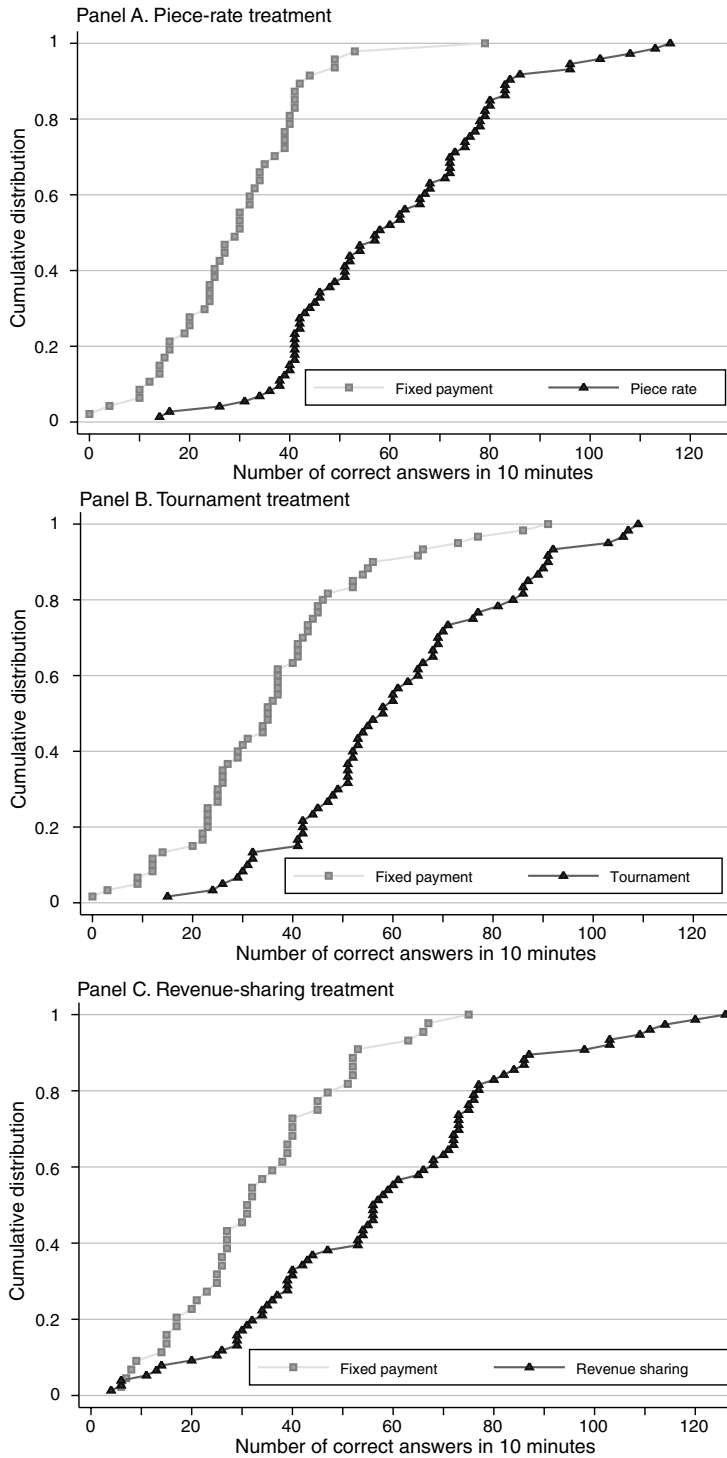 Panel A. Piece-rate treatment
1
0.8
0.6
0.4
0.2
0
Cumulative distribution
Fixed payment Piece rate
0 20 40 60 80 100 120
Number of correct answers in 10 minutes
Panel B. Tournament treatment
1
0.8
0.6
0.4
0.2
0
Cumulative distribution
Fixed payment Tournament
0 20 40 60 80 100 120
Number of correct answers in 10 minutes
Panel C. Revenue-sharing treatment
1
0.8
0.6
0.4
0.2
0
Cumulative distribution
Fixed payment Revenue sharing
0 20 40 60 80 100 120
Number of correct answers in 10 minutes